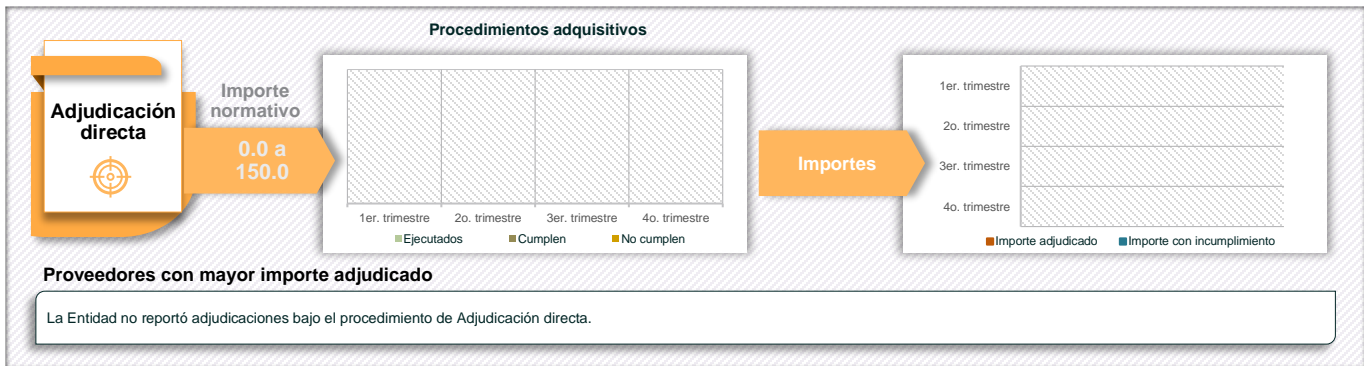 Procedimientos adquisitivos
Adjudicación
directa
Importe
normativo
0.0 a
150.0
1er. trimestre
2o. trimestre
3er. trimestre
4o. trimestre
Ejecutados
Cumplen
No cumplen
Importes
1er. trimestre
2o. trimestre
3er. trimestre
4o. trimestre
Importe adjudicado
Importe con incumplimiento
Proveedores con mayor importe adjudicado
La Entidad no reportó adjudicaciones bajo el procedimiento de Adjudicación directa.